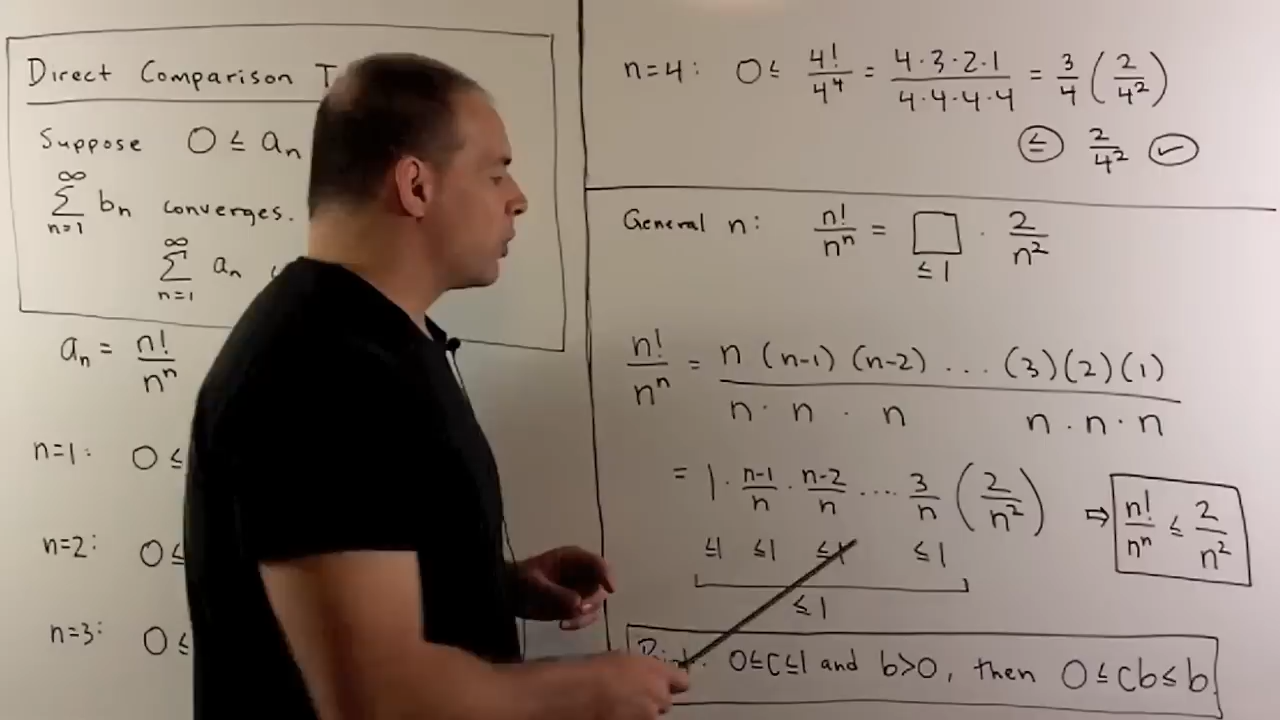 Direct Comparison
Suppose 0 ≤ aₙ
∞
Σ bₙ converges.
n=1
∞
Σ aₙ
n=1
aₙ = n!/nⁿ
n=1: 0 ≤
n=2: 0 ≤
n=3: 0 ≤
n=4: 0 ≤ 4!/4⁴ = (4·3·2·1)/(4·4·4·4) = 3/4 (2/4²)
≤ 2/4² ✓
General n: n!/nⁿ = □ · 2/n²
≤ 1
n!/nⁿ = (n (n-1) (n-2) ... (3)(2)(1))/(n · n · n n · n · n)
= 1 · (n-1)/n · (n-2)/n .... 3/n (2/n²) ⇒ n!/nⁿ ≤ 2/n²
≤1 ≤1 ≤1 ≤1
≤ 1
0≤c≤1 and b>0, then 0≤cb≤b.